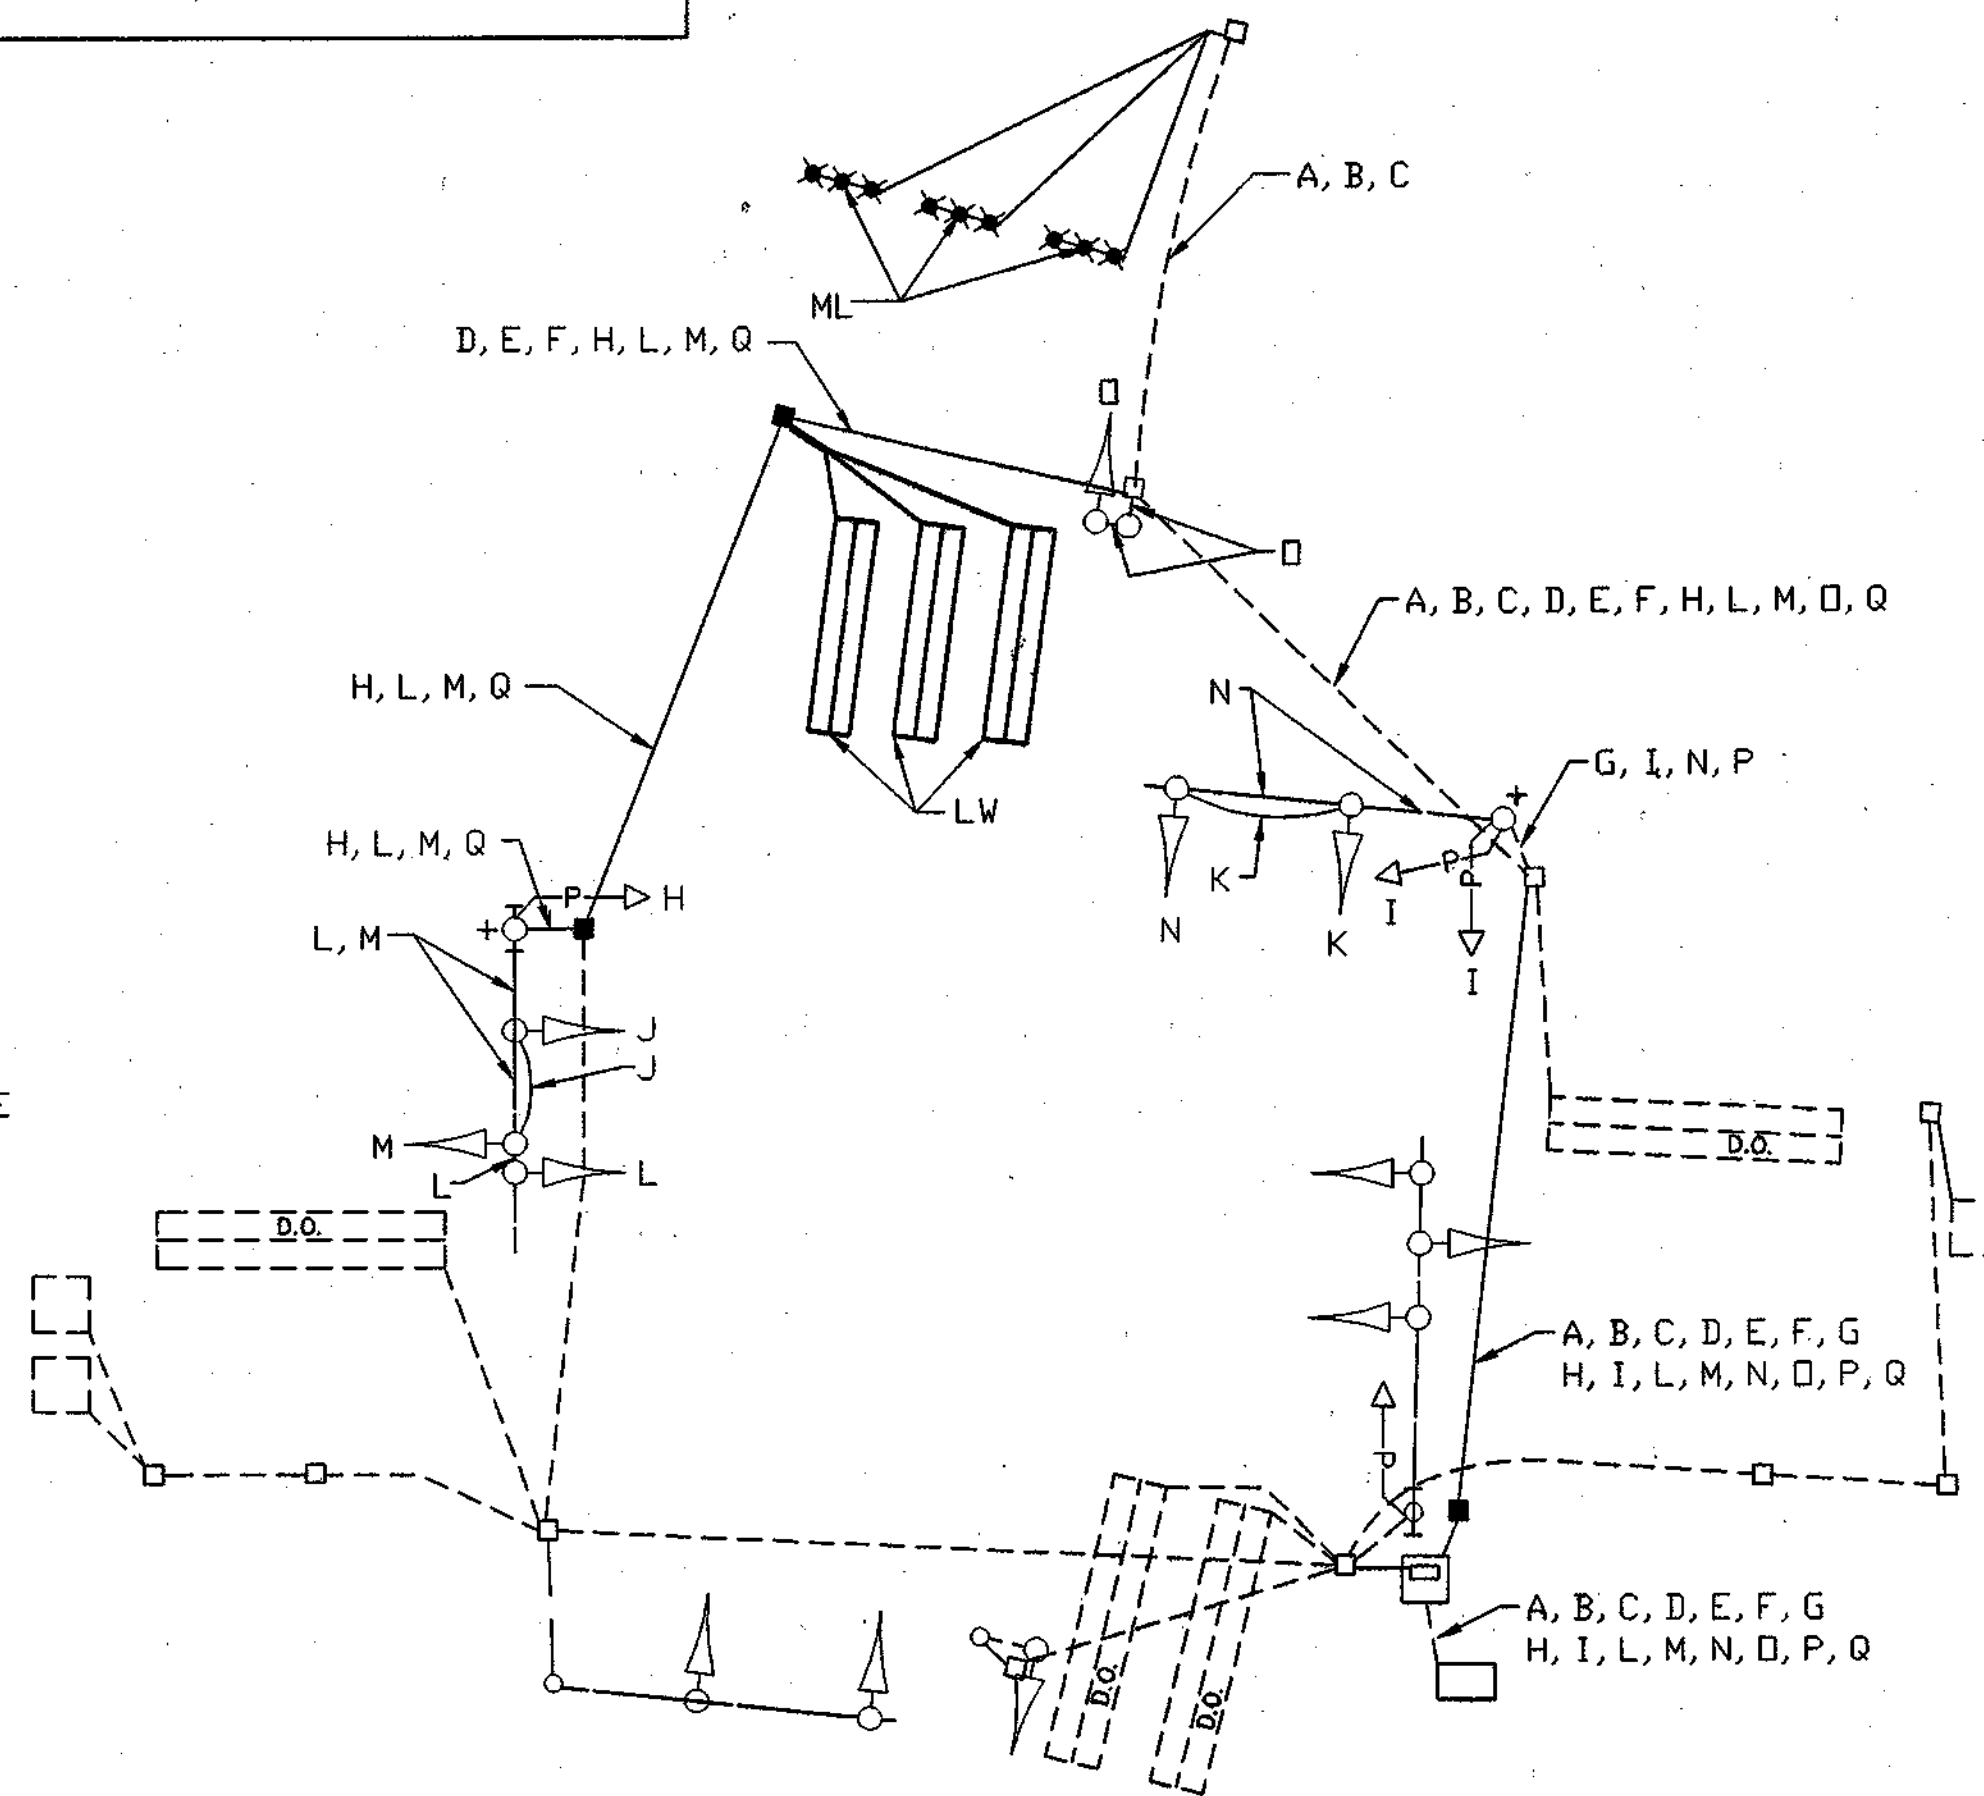 A, B, C
ML
D, E, F, H, L, M, Q
O
O
A, B, C, D, E, F, H, L, M, O, Q
H, L, M, Q
N
G, I, N, P
LW
K
P
P
H, L, M, Q
P
H
I
N
K
L, M
I
J
J
E
M
D.O.
L
L
D.O.
A, B, C, D, E, F, G
H, I, L, M, N, O, P, Q
P
A, B, C, D, E, F, G
H, I, L, M, N, O, P, Q
D.O.
D.O.